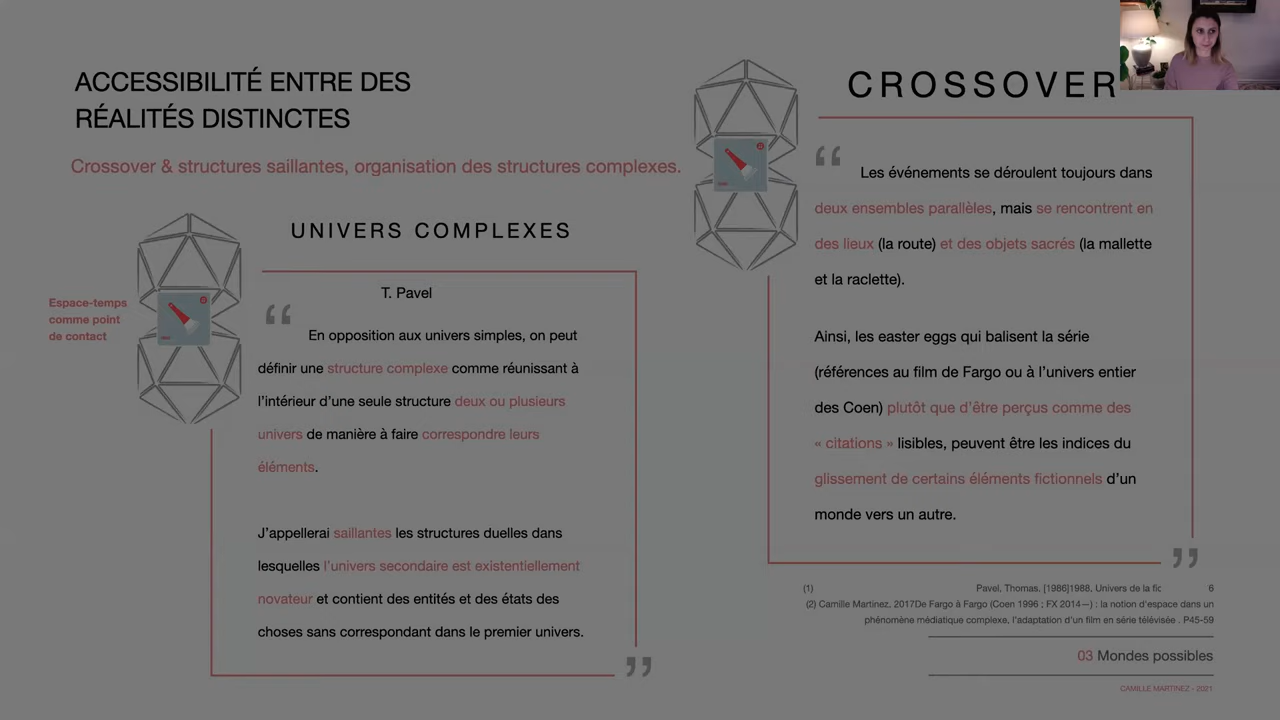 ACCESSIBILITÉ ENTRE DES
RÉALITÉS DISTINCTES
Crossover & structures saillantes, organisation des structures complexes.
UNIVERS COMPLEXES
Espace-temps
comme point
de contact
T. Pavel
“
En opposition aux univers simples, on peut
définir une structure complexe comme réunissant à
l’intérieur d’une seule structure deux ou plusieurs
univers de manière à faire correspondre leurs
éléments.
J’appellerai saillantes les structures duelles dans
lesquelles l’univers secondaire est existentiellement
novateur et contient des entités et des états des
choses sans correspondant dans le premier univers.
”
CROSSOVER
“
Les événements se déroulent toujours dans
deux ensembles parallèles, mais se rencontrent en
des lieux (la route) et des objets sacrés (la mallette
et la raclette).
Ainsi, les easter eggs qui balisent la série
(références au film de Fargo ou à l’univers entier
des Coen) plutôt que d’être perçus comme des
« citations » lisibles, peuvent être les indices du
glissement de certains éléments fictionnels d’un
monde vers un autre.
”
(1) Pavel, Thomas, [1986]1988, Univers de la fic 6
(2) Camille Martinez, 2017De Fargo à Fargo (Coen 1996 ; FX 2014—) : la notion d’espace dans un
phénomène médiatique complexe, l’adaptation d’un film en série télévisée . P45-59
03 Mondes possibles
CAMILLE MARTINEZ - 2021